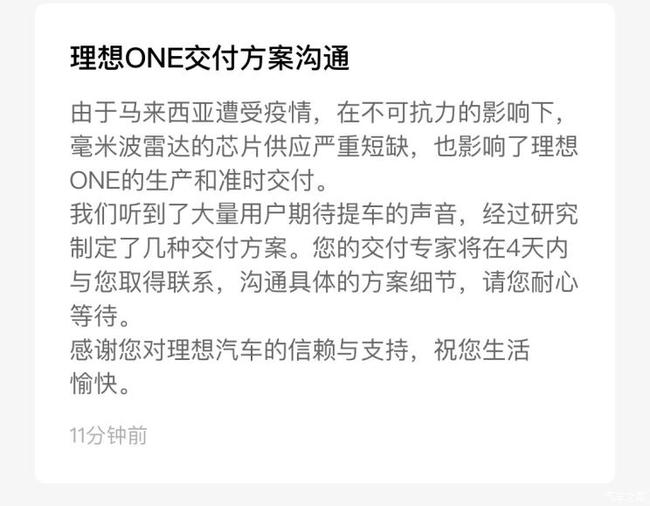 理想ONE交付方案沟通
由于马来西亚遭受疫情，在不可抗力的影响下，
毫米波雷达的芯片供应严重短缺，也影响了理想
ONE的生产和准时交付。
我们听到了大量用户期待提车的声音，经过研究
制定了几种交付方案。您的交付专家将在4天内
与您取得联系，沟通具体的方案细节，请您耐心
等待。
感谢您对理想汽车的信赖与支持，祝您生活
愉快。
11分钟前